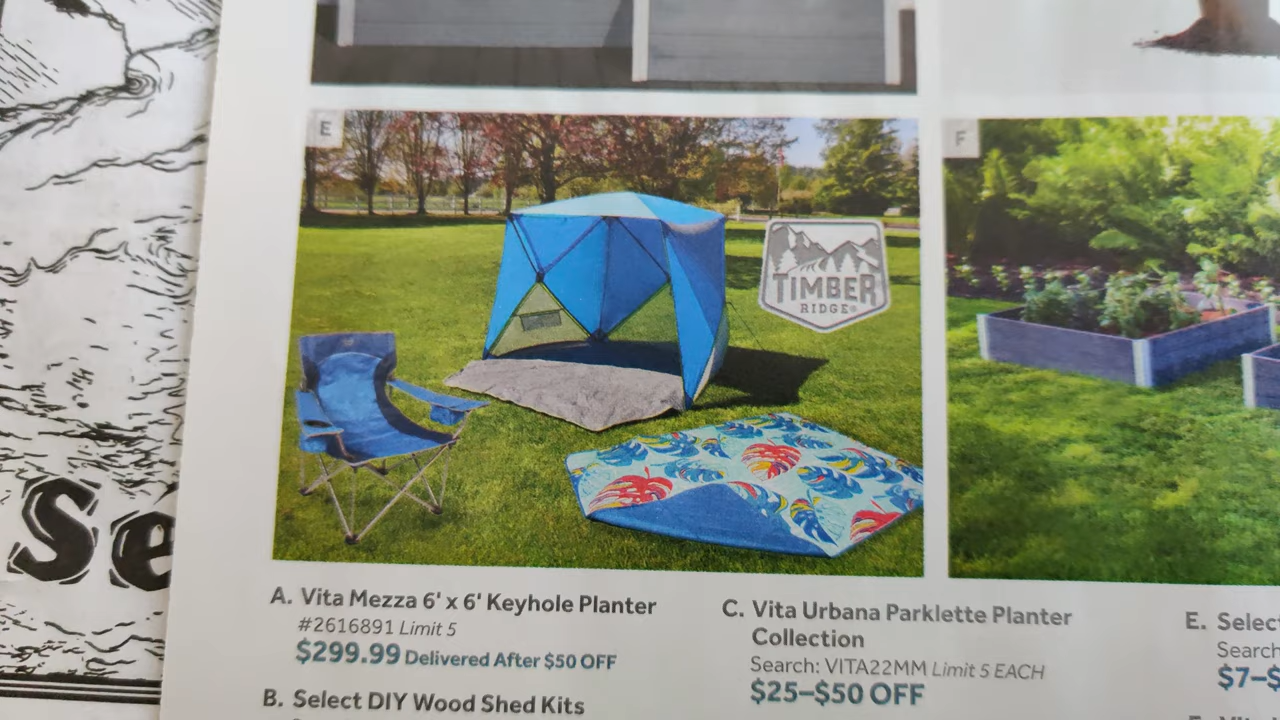 E
F
TIMBER
RIDGE®
Se
A. Vita Mezza 6' x 6' Keyhole Planter
#2616891 Limit 5
$299.99 Delivered After $50 OFF
B. Select DIY Wood Shed Kits
C. Vita Urbana Parklette Planter
Collection
Search: VITA22MM Limit 5 EACH
$25–$50 OFF
E. Select
Search
$7–$